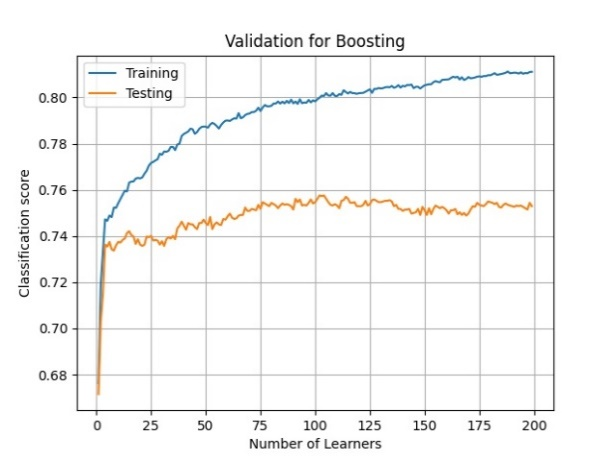 Validation for Boosting
Training
Testing
Classification score
0.80
0.78
0.76
0.74
0.72
0.70
0.68
0 25 50 75 100 125 150 175 200
Number of Learners